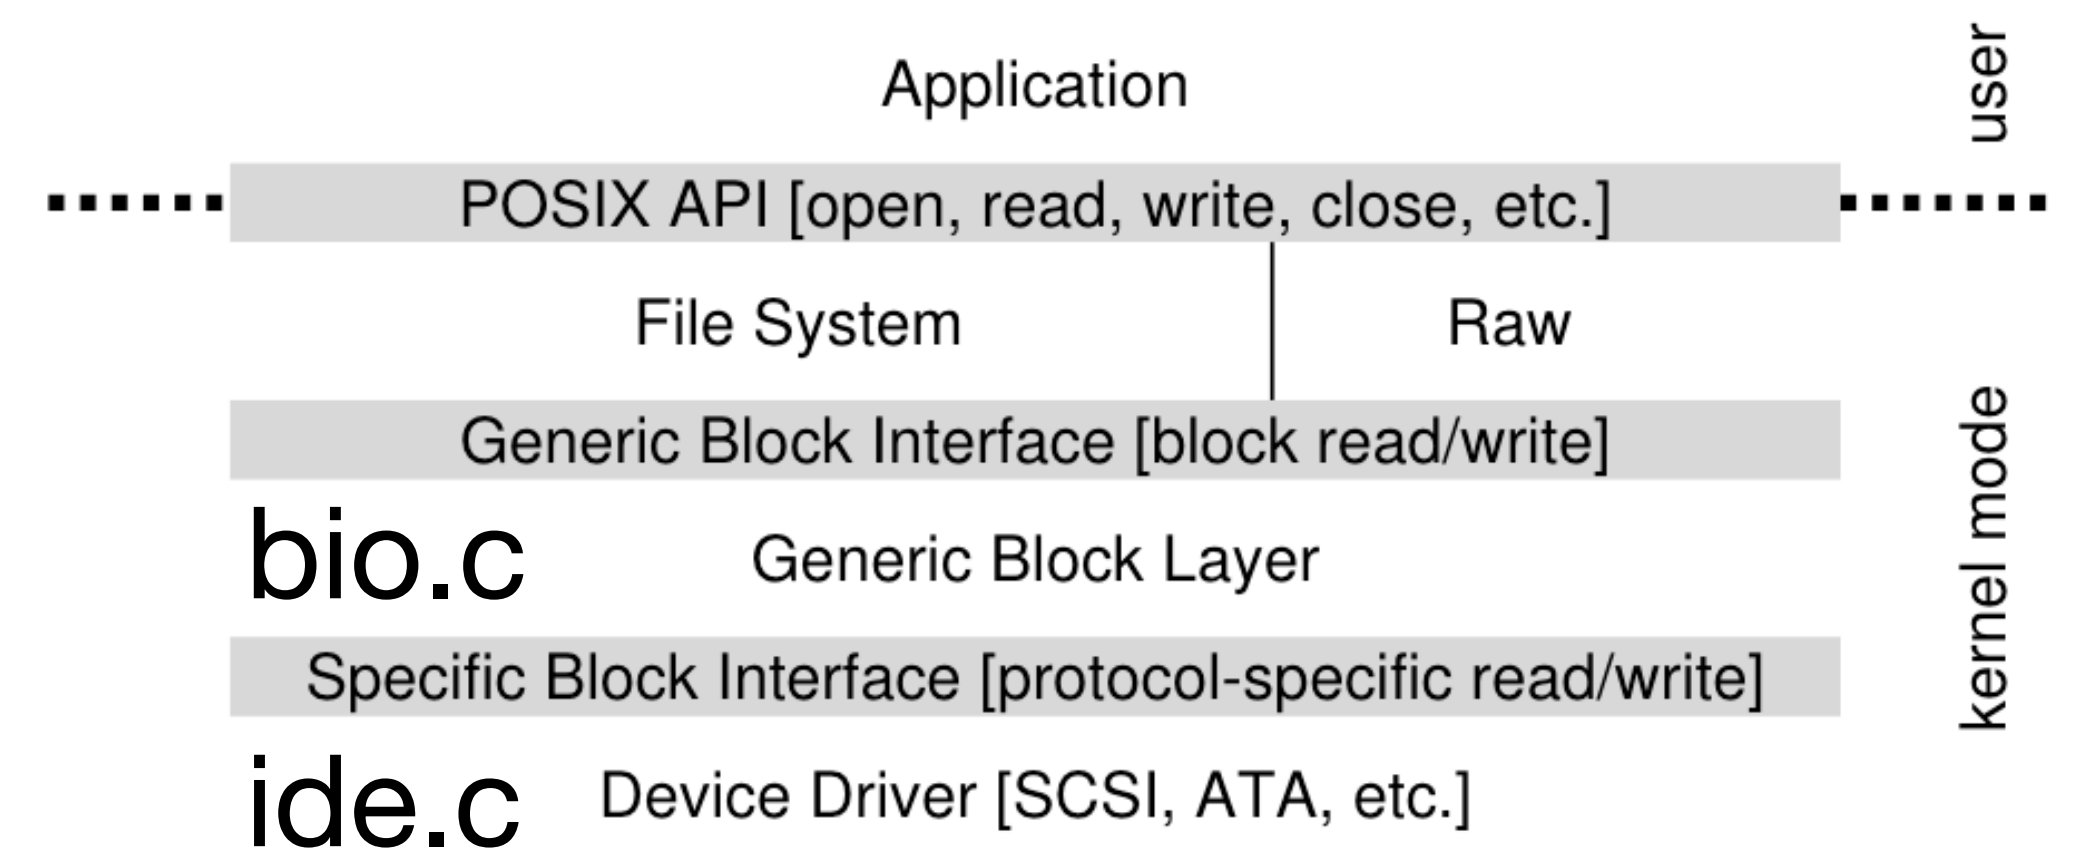 Application
user
POSIX API [open, read, write, close, etc.]
File System
Raw
Generic Block Interface [block read/write]
kernel mode
bio.c
Generic Block Layer
Specific Block Interface [protocol-specific read/write]
ide.c
Device Driver [SCSI, ATA, etc.]